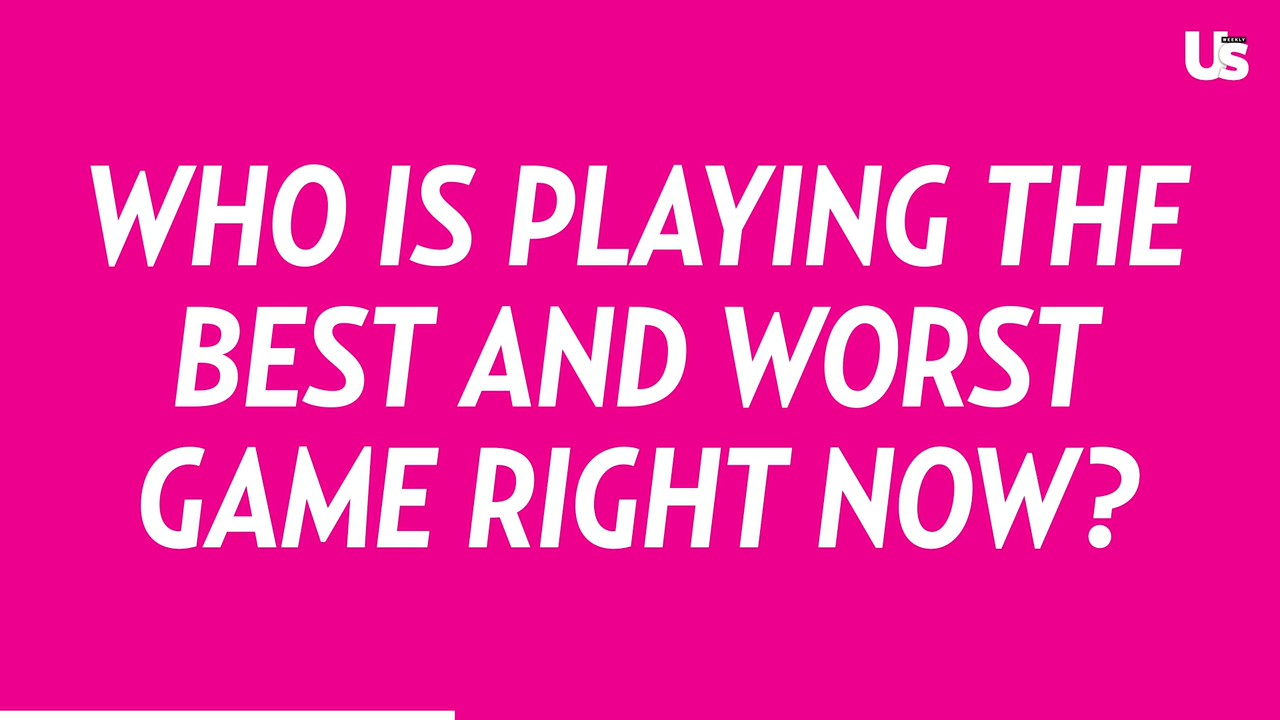 Us
WEEKLY
WHO IS PLAYING THE
BEST AND WORST
GAME RIGHT NOW?